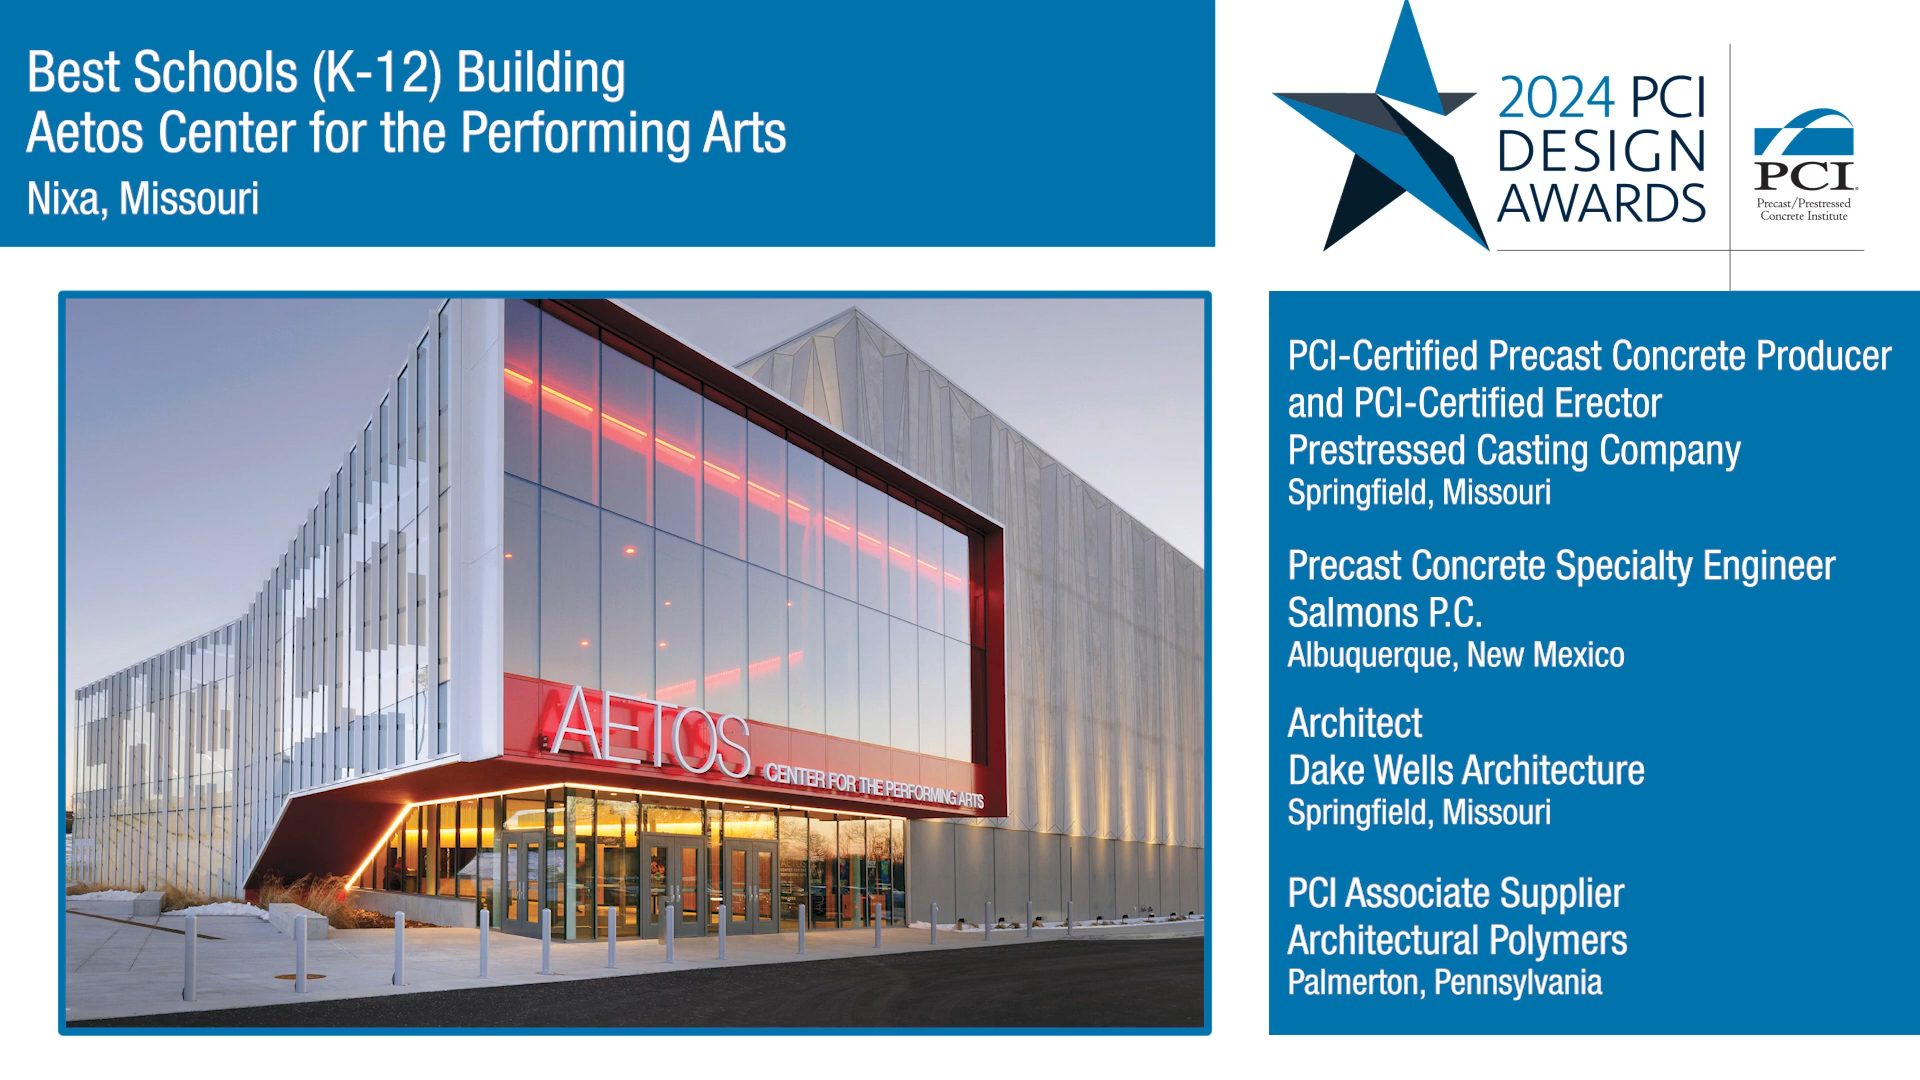 Best Schools (K-12) Building
Aetos Center for the Performing Arts
Nixa, Missouri
2024 PCI
DESIGN
AWARDS
PCI
Precast/Prestressed
Concrete Institute
AETOS CENTER FOR THE PERFORMING ARTS
PCI-Certified Precast Concrete Producer
and PCI-Certified Erector
Prestressed Casting Company
Springfield, Missouri
Precast Concrete Specialty Engineer
Salmons P.C.
Albuquerque, New Mexico
Architect
Dake Wells Architecture
Springfield, Missouri
PCI Associate Supplier
Architectural Polymers
Palmerton, Pennsylvania